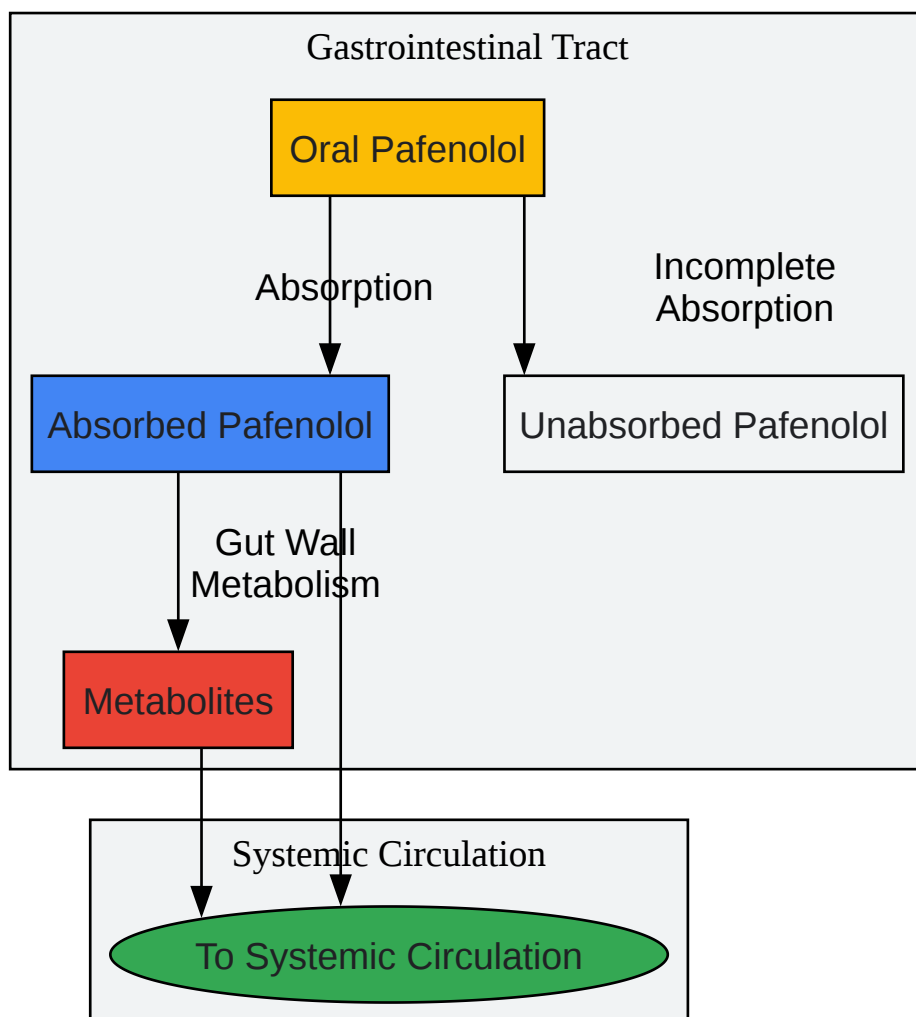 Gastrointestinal Tract
Oral Pafenolol
Absorption
Incomplete
Absorption
Absorbed Pafenolol
Unabsorbed Pafenolol
Gut Wall
Metabolism
Metabolites
Systemic Circulation
To Systemic Circulation